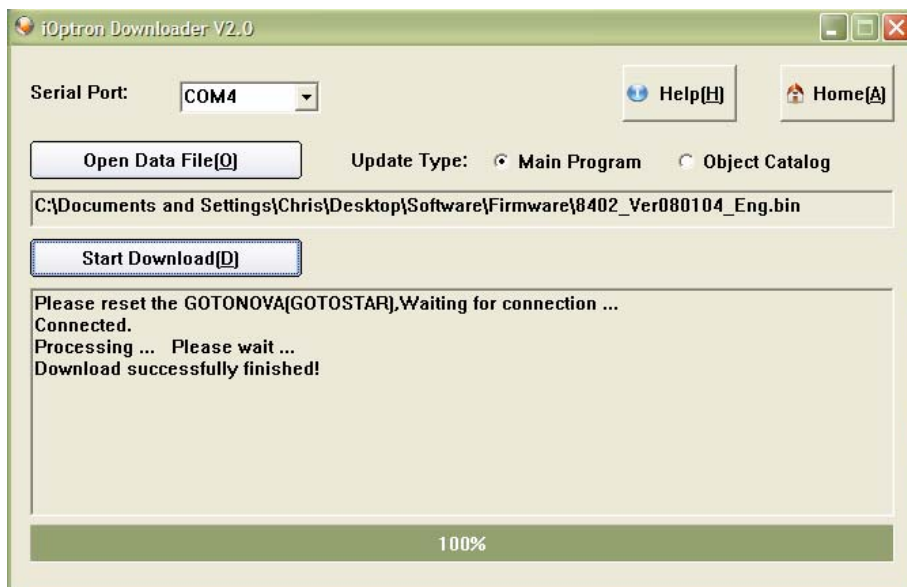 iOptron Downloader V2.0
Serial Port: COM4 Help(H) Home(A)
Open Data File(O) Update Type: Main Program Object Catalog
C:\Documents and Settings\Chris\Desktop\Software\Firmware\8402_Ver080104_Eng.bin
Start Download(D)
Please reset the GOTONOVA(GOTOSTAR),Waiting for connection ...
Connected.
Processing ... Please wait ...
Download successfully finished!
100%